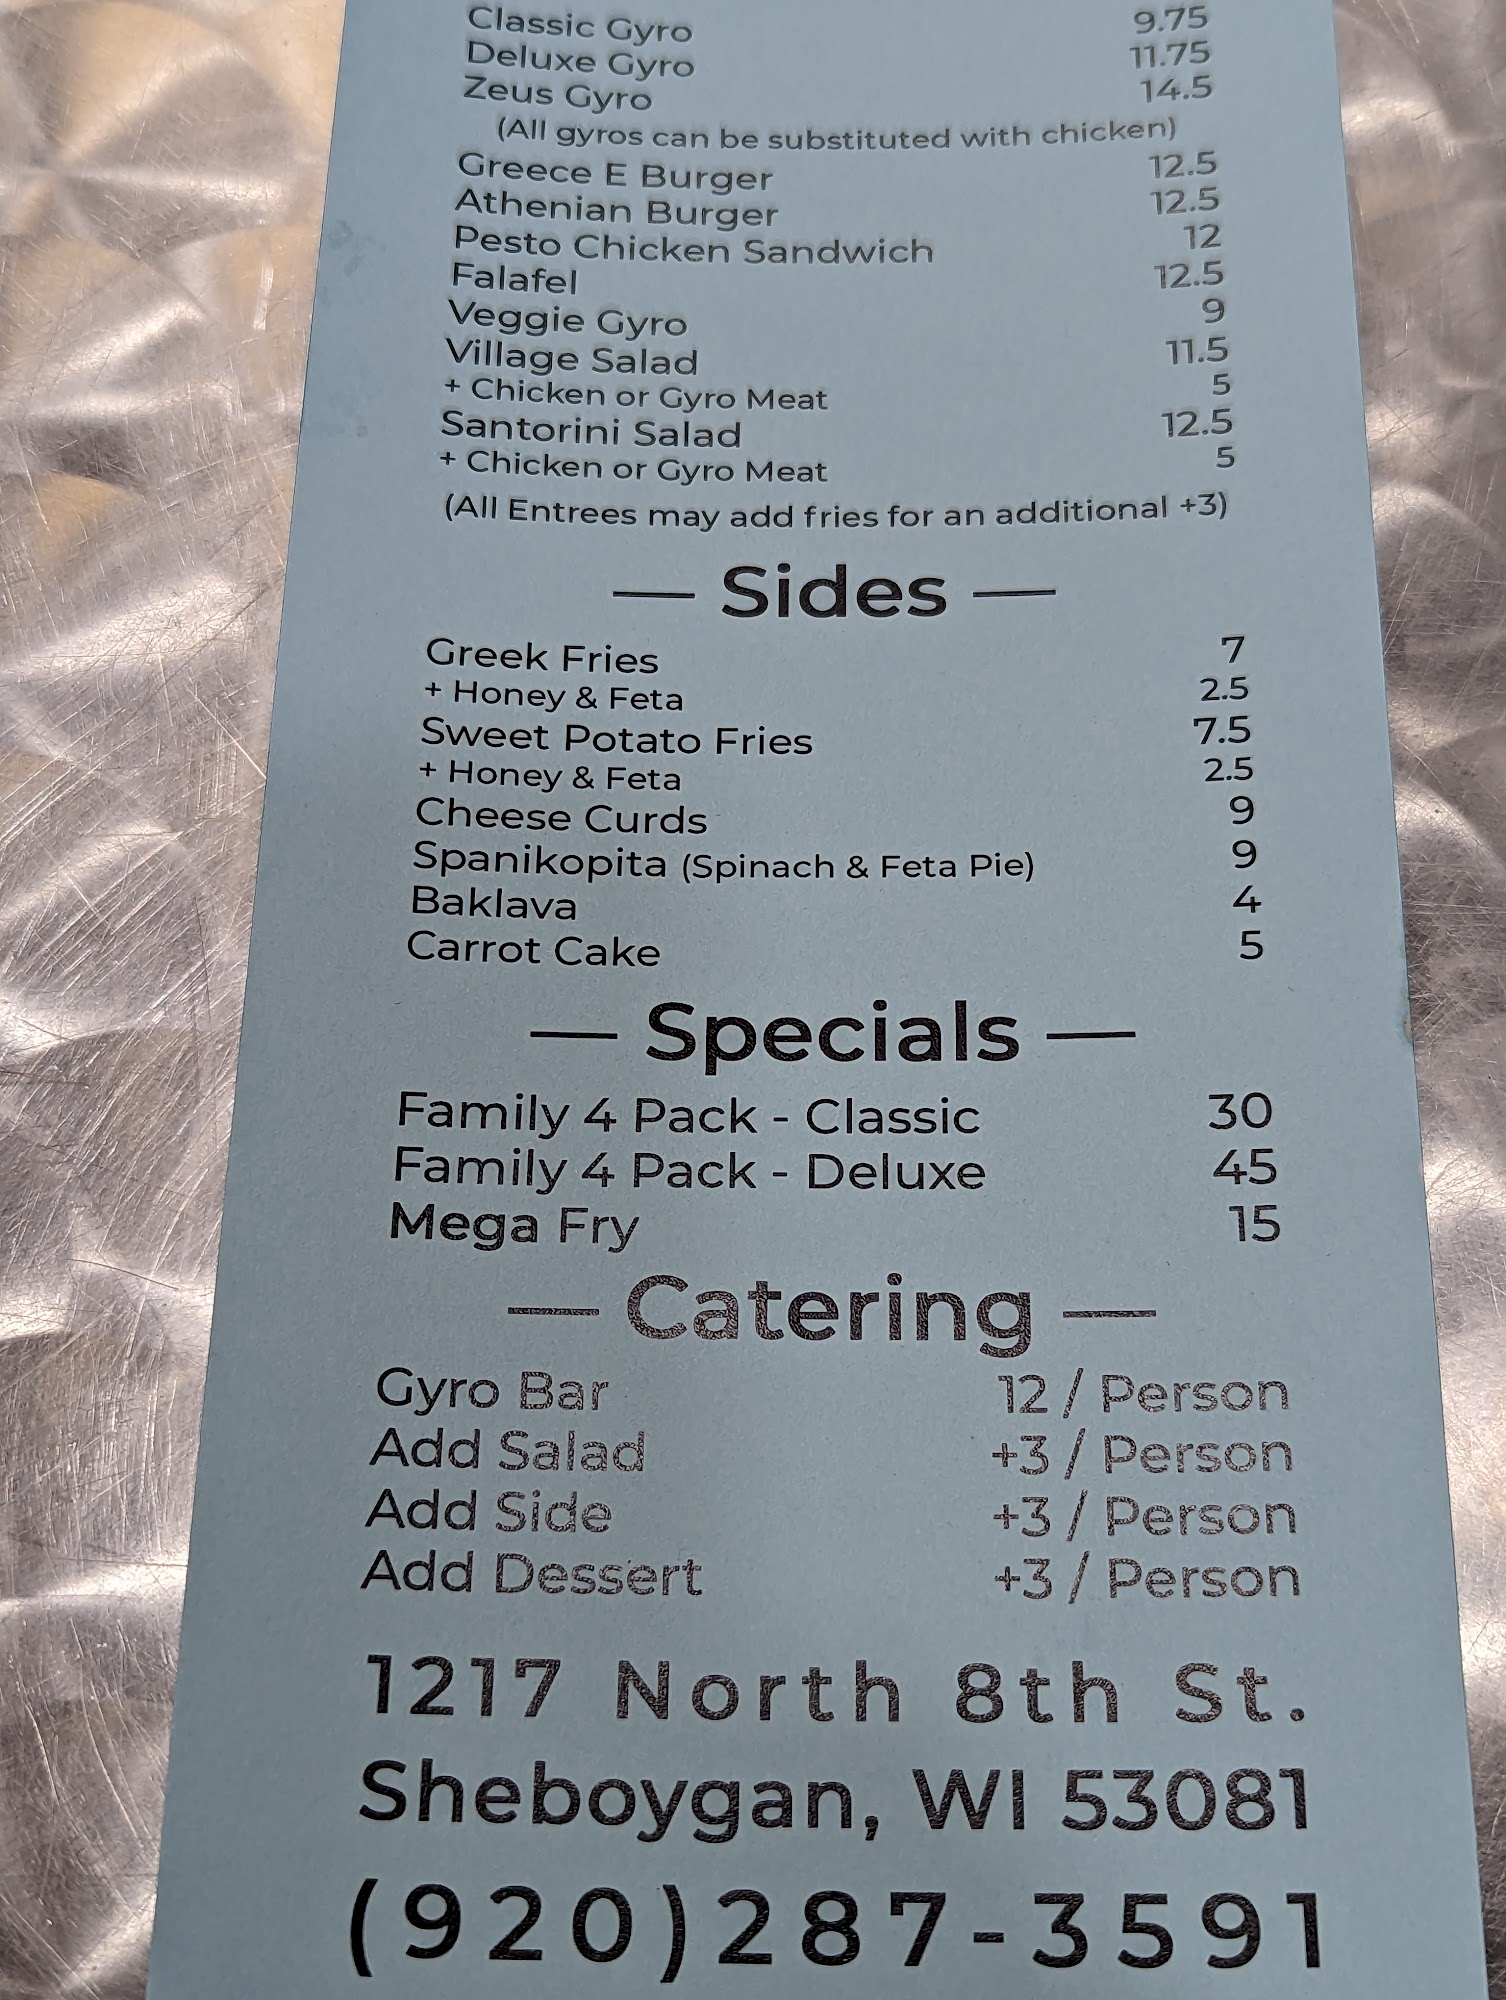 Classic Gyro 9.75
Deluxe Gyro 11.75
Zeus Gyro 14.5
(All gyros can be substituted with chicken)
Greece E Burger 12.5
Athenian Burger 12.5
Pesto Chicken Sandwich 12
Falafel 12.5
Veggie Gyro 9
Village Salad 11.5
+ Chicken or Gyro Meat 5
Santorini Salad 12.5
+ Chicken or Gyro Meat 5
(All Entrees may add fries for an additional +3)
— Sides —
Greek Fries 7
+ Honey & Feta 2.5
Sweet Potato Fries 7.5
+ Honey & Feta 2.5
Cheese Curds 9
Spanikopita (Spinach & Feta Pie) 9
Baklava 4
Carrot Cake 5
— Specials —
Family 4 Pack - Classic 30
Family 4 Pack - Deluxe 45
Mega Fry 15
— Catering —
Gyro Bar 12 / Person
Add Salad +3 / Person
Add Side +3 / Person
Add Dessert +3 / Person
1217 North 8th St.
Sheboygan, WI 53081
(920)287-3591